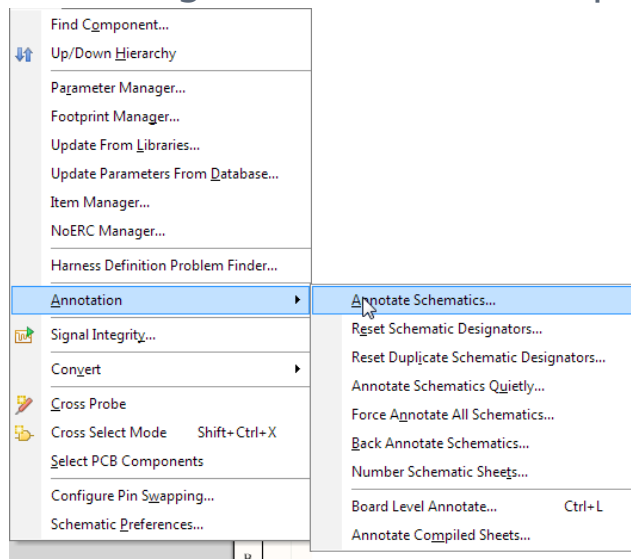 Find Component...
Up/Down Hierarchy
Parameter Manager...
Footprint Manager...
Update From Libraries...
Update Parameters From Database...
Item Manager...
NoERC Manager...
Harness Definition Problem Finder...
Annotation
Signal Integrity...
Convert
Cross Probe
Cross Select Mode Shift+Ctrl+X
Select PCB Components
Configure Pin Swapping...
Schematic Preferences...
Annotate Schematics...
Reset Schematic Designators...
Reset Duplicate Schematic Designators...
Annotate Schematics Quietly...
Force Annotate All Schematics...
Back Annotate Schematics...
Number Schematic Sheets...
Board Level Annotate... Ctrl+L
Annotate Compiled Sheets...